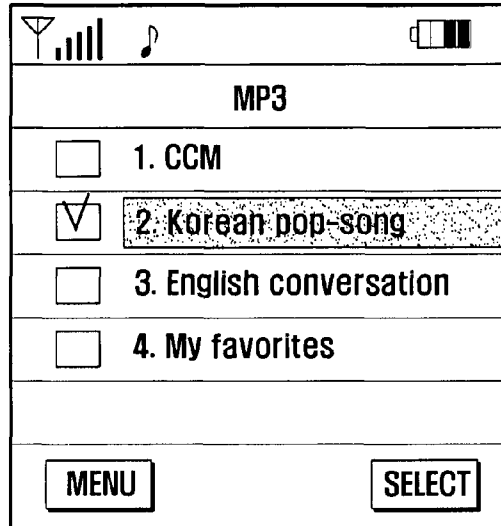 MP3
1. CCM
2. Korean pop-song
3. English conversation
4. My favorites
MENU SELECT